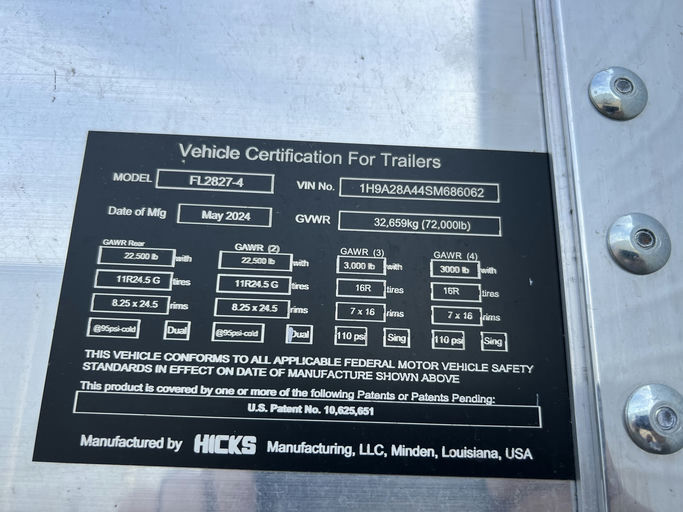 Vehicle Certification For Trailers
MODEL FL2827-4 VIN No. 1H9A28A44SM686062
Date of Mfg May 2024 GVWR 32,659kg (72,000lb)
GAWR Rear GAWR (2) GAWR (3) GAWR (4)
22,500 lb with 22,500 lb with 3,000 lb with 3000 lb with
11R24.5 G tires 11R24.5 G tires 16R tires 16R tires
8.25 x 24.5 rims 8.25 x 24.5 rims 7 x 16 rims 7 x 16 rims
@95psi-cold Dual @95psi-cold Dual 110 psi Sing 110 psi Sing
THIS VEHICLE CONFORMS TO ALL APPLICABLE FEDERAL MOTOR VEHICLE SAFETY
STANDARDS IN EFFECT ON DATE OF MANUFACTURE SHOWN ABOVE
This product is covered by one or more of the following Patents or Patents Pending:
U.S. Patent No. 10,625,651
Manufactured by HICKS Manufacturing, LLC, Minden, Louisiana, USA